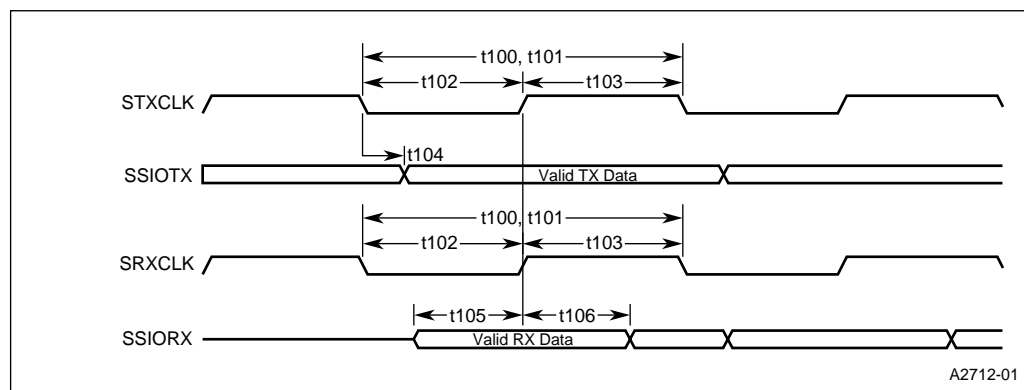 t100, t101
t102
t103
STXCLK
t104
SSIOTX
Valid TX Data
t100, t101
t102
t103
SRXCLK
t105
t106
SSIORX
Valid RX Data
A2712-01